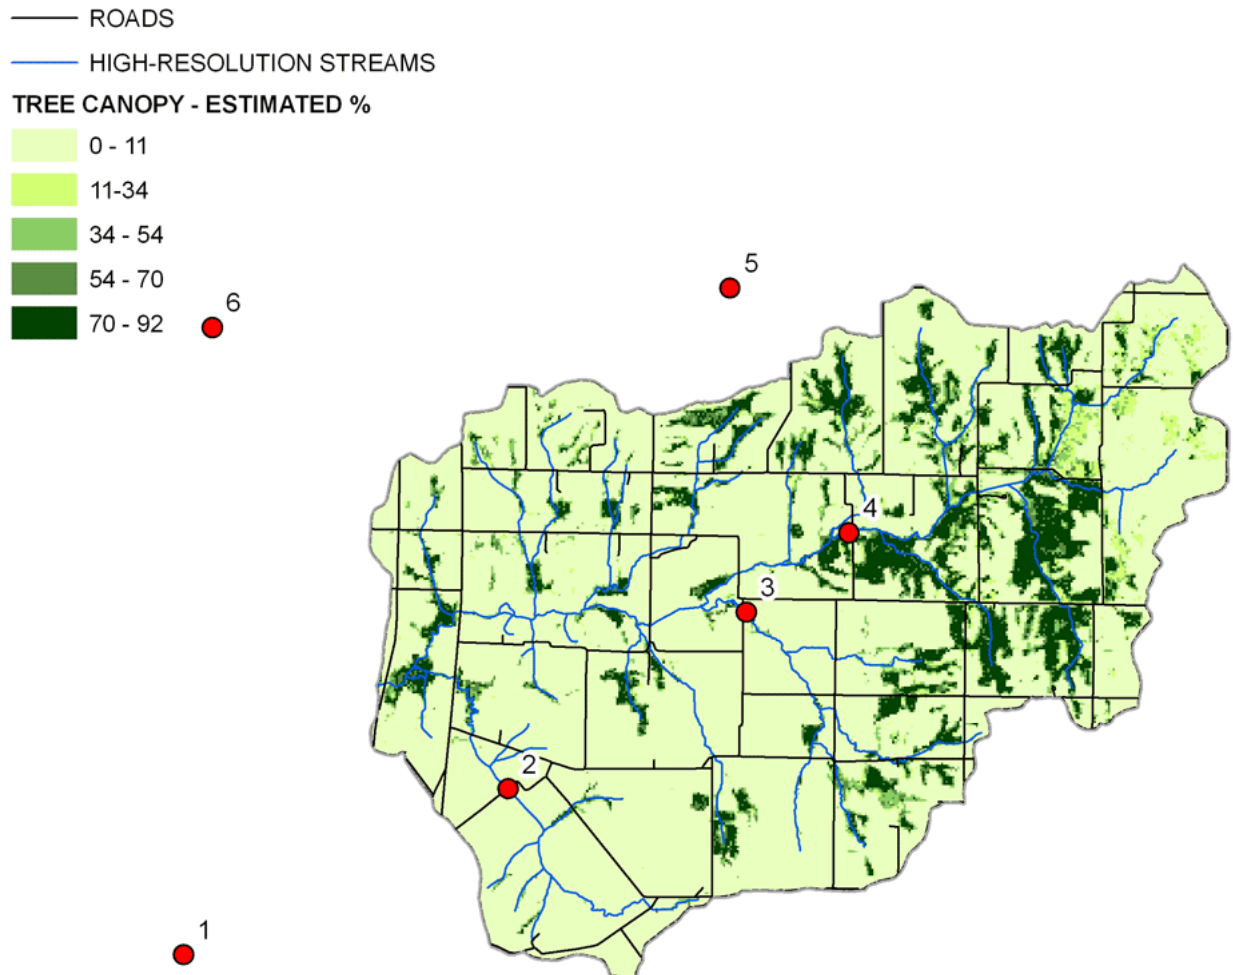 ROADS
HIGH-RESOLUTION STREAMS
TREE CANOPY - ESTIMATED %
0 - 11
11-34
34 - 54
54 - 70
70 - 92
5
6
4
3
2
1